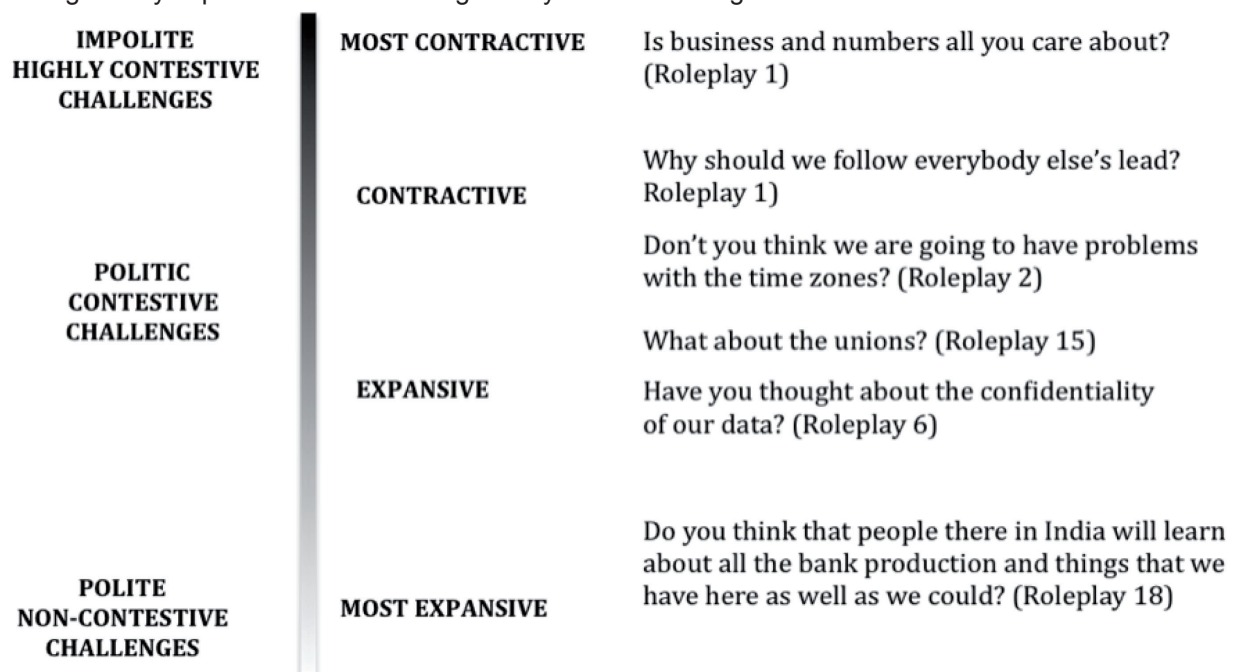 IMPOLITE
HIGHLY CONTESTIVE
CHALLENGES
MOST CONTRACTIVE
Is business and numbers all you care about?
(Roleplay 1)
Why should we follow everybody else's lead?
Roleplay 1)
CONTRACTIVE
Don't you think we are going to have problems
with the time zones? (Roleplay 2)
POLITIC
CONTESTIVE
CHALLENGES
What about the unions? (Roleplay 15)
EXPANSIVE
Have you thought about the confidentiality
of our data? (Roleplay 6)
Do you think that people there in India will learn
about all the bank production and things that we
have here as well as we could? (Roleplay 18)
POLITE
NON-CONTESTIVE
CHALLENGES
MOST EXPANSIVE